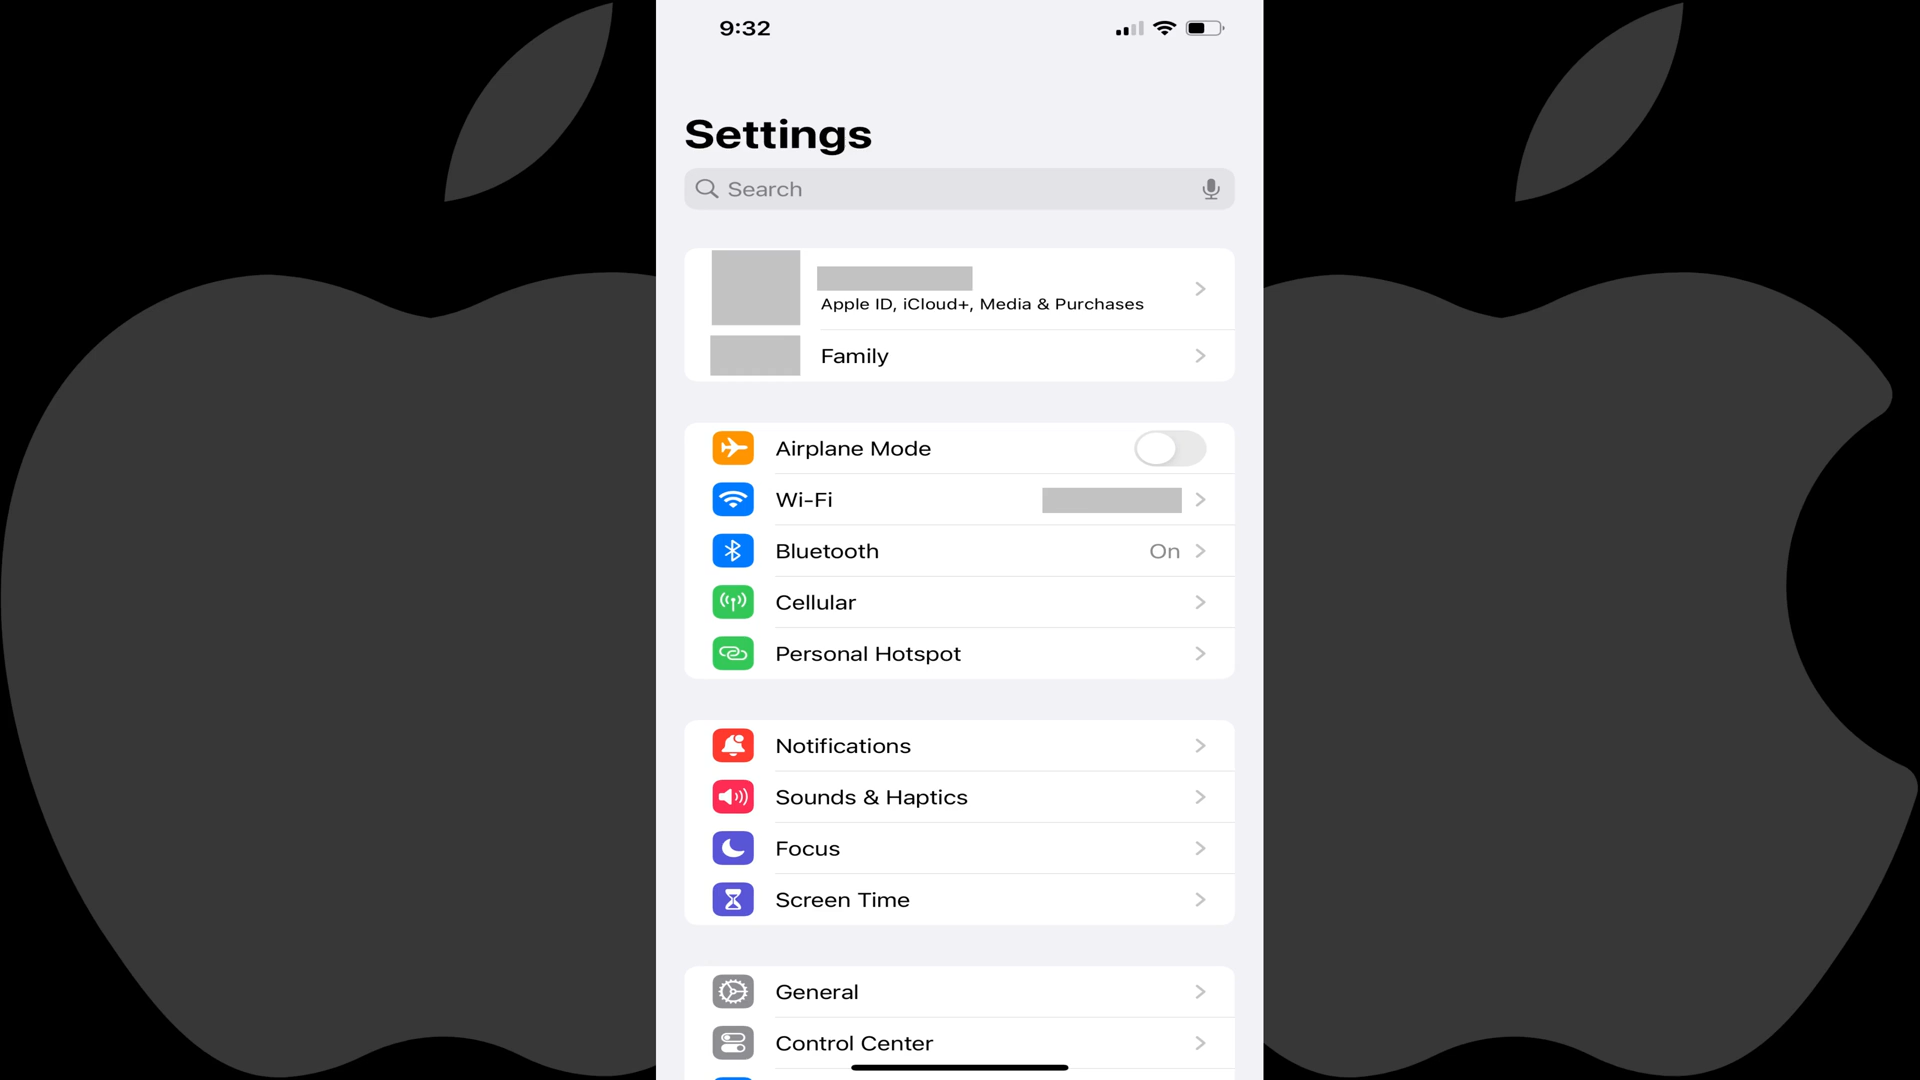 9:32
Settings
Search
Apple ID, iCloud+, Media & Purchases
Family
Airplane Mode
Wi-Fi
Bluetooth On
Cellular
Personal Hotspot
Notifications
Sounds & Haptics
Focus
Screen Time
General
Control Center